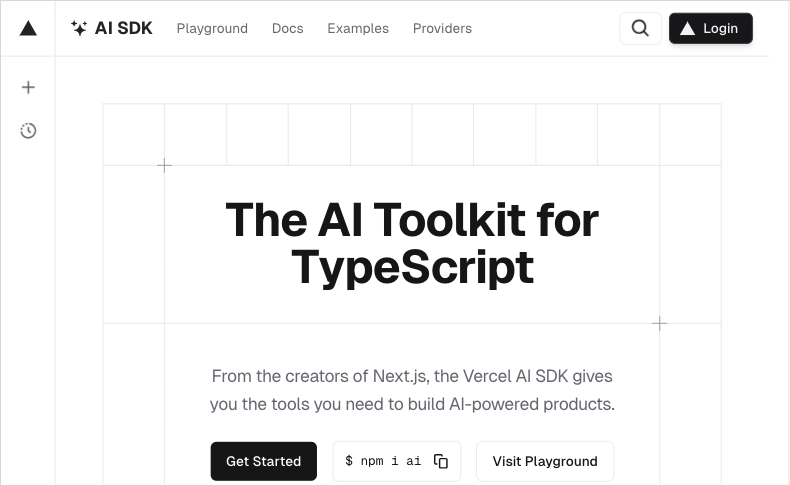 AI SDK
Playground
Docs
Examples
Providers
Login
The AI Toolkit for
TypeScript
From the creators of Next.js, the Vercel AI SDK gives
you the tools you need to build AI-powered products.
Get Started
$ npm i ai
Visit Playground